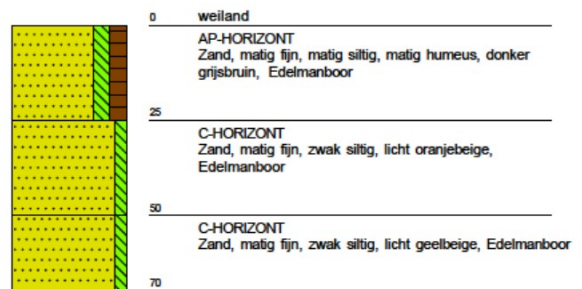 0 weiland
AP-HORIZONT
Zand, matig fijn, matig siltig, matig humeus, donker
grijsbruin, Edelmanboor
25
C-HORIZONT
Zand, matig fijn, zwak siltig, licht oranjebeige,
Edelmanboor
50
C-HORIZONT
Zand, matig fijn, zwak siltig, licht geelbeige, Edelmanboor
70